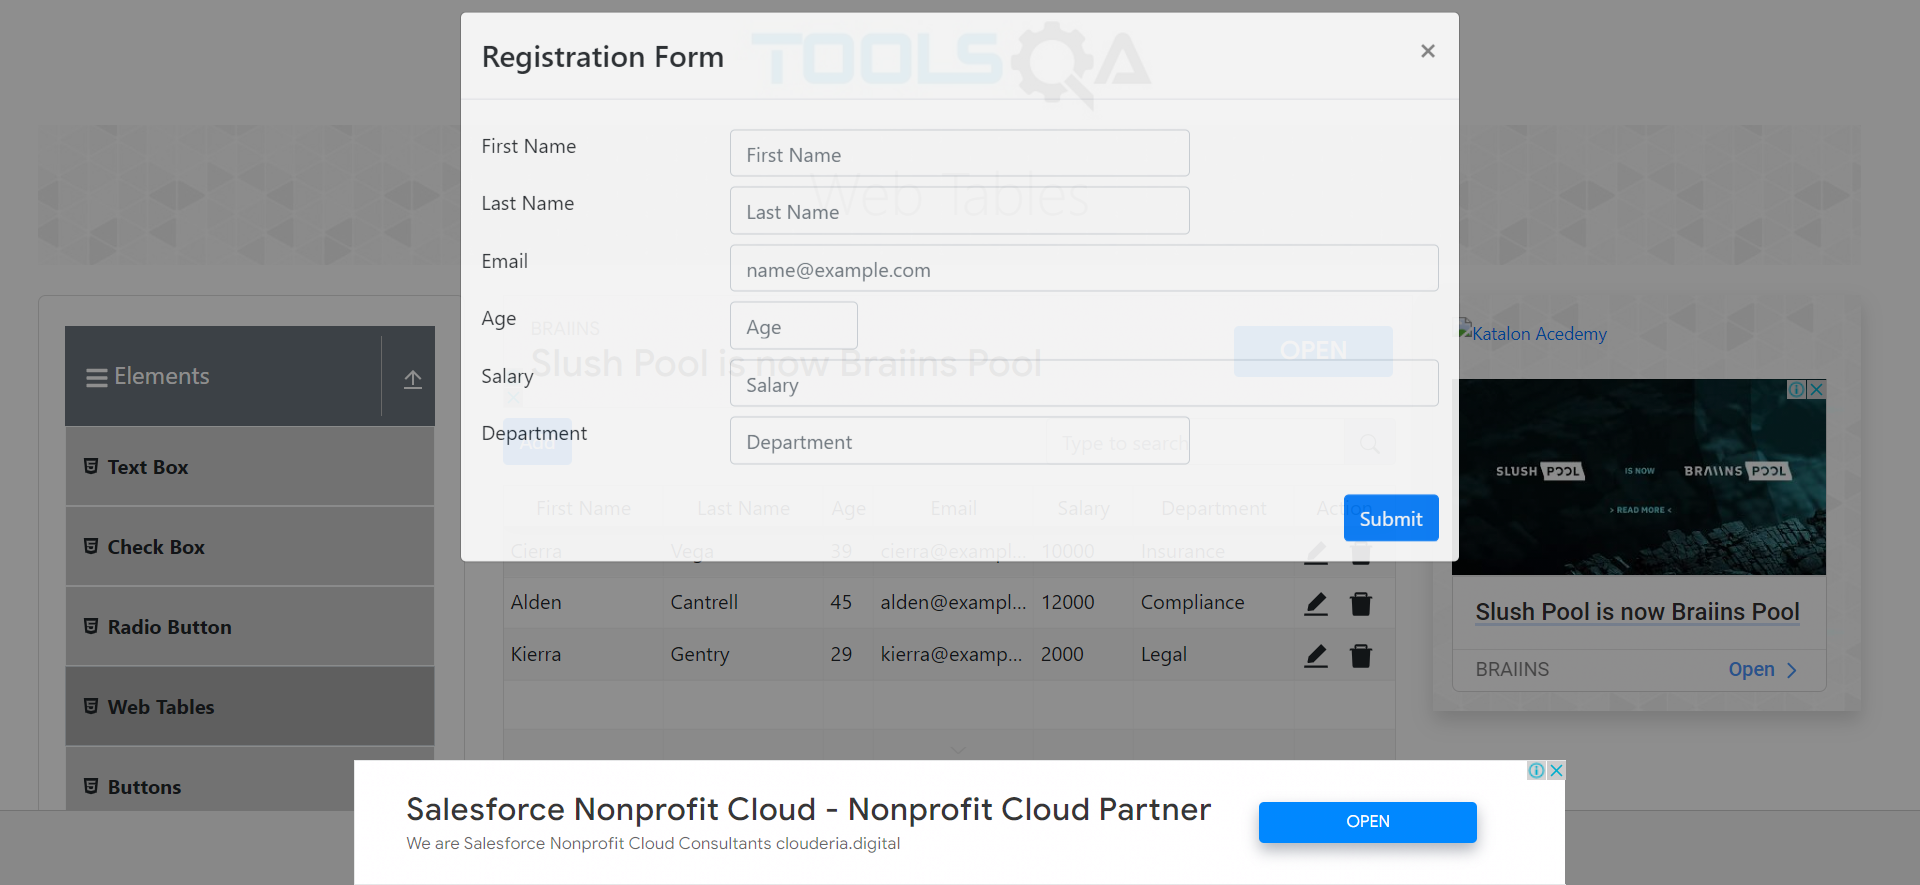 TOOLSQA
Registration Form
×
First Name
First Name
Last Name
Last Name
Web Tables
Email
name@example.com
Age
Age
BRAIINS
Slush Pool is now Braiins Pool
OPEN
Salary
Salary
Department
Department
Add
Type to search
Submit
First Name Last Name Age Email Salary Department Action
Cierra Vega 39 cierra@exampl... 10000 Insurance
Alden Cantrell 45 alden@exampl... 12000 Compliance
Kierra Gentry 29 kierra@examp... 2000 Legal
Elements
Text Box
Check Box
Radio Button
Web Tables
Buttons
Katalon Acedemy
SLUSH POOL IS NOW BRAIINS POOL
> READ MORE <
Slush Pool is now Braiins Pool
BRAIINS Open
Salesforce Nonprofit Cloud - Nonprofit Cloud Partner
We are Salesforce Nonprofit Cloud Consultants clouderia.digital
OPEN